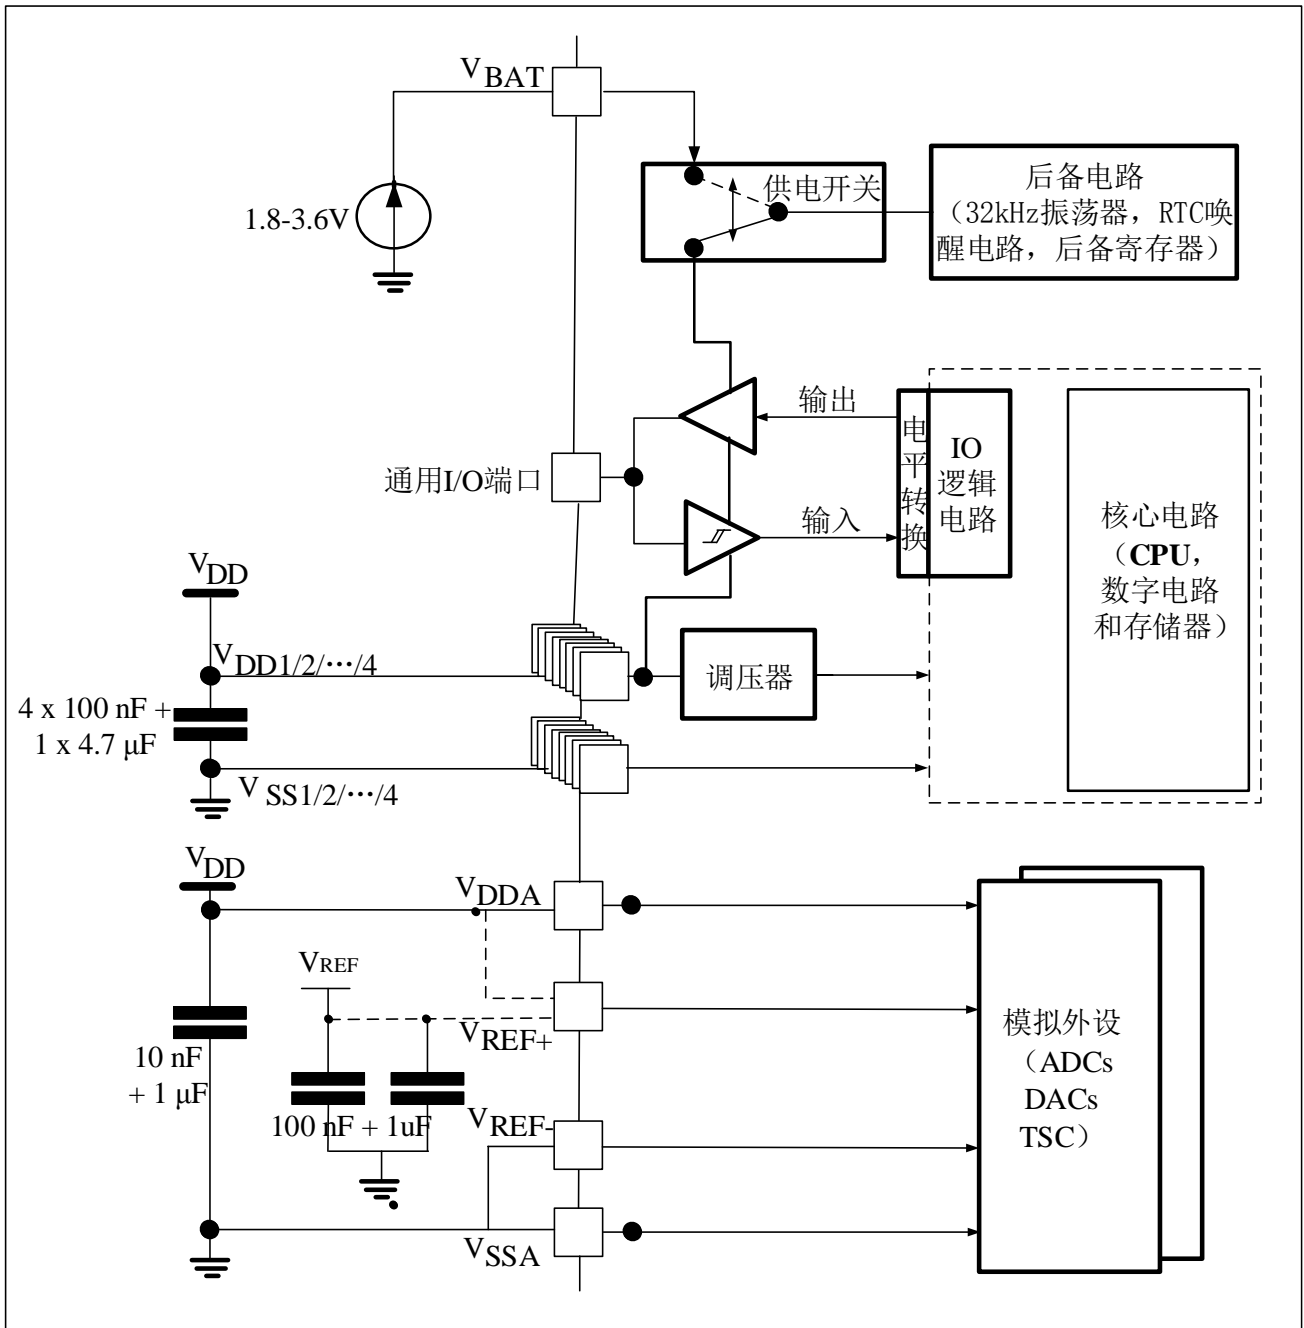 VBAT
1.8-3.6V
供电开关
后备电路
（32kHz振荡器，RTC唤
醒电路，后备寄存器）
输出
通用I/O端口
输入
电平转换
IO
逻辑
电路
核心电路
（CPU，
数字电路
和存储器）
VDD
VDD1/2/…/4
4 x 100 nF +
1 x 4.7 μF
调压器
VSS1/2/…/4
VDD
VDDA
VREF
VREF+
10 nF
+ 1 μF
100 nF + 1uF
VREF-
VSSA
模拟外设
（ADCs
DACs
TSC）